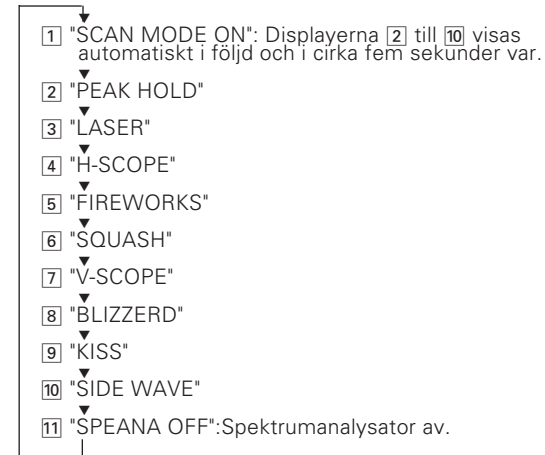 1 "SCAN MODE ON": Displayerna 2 till 10 visas
automatiskt i följd och i cirka fem sekunder var.
2 "PEAK HOLD"
3 "LASER"
4 "H-SCOPE"
5 "FIREWORKS"
6 "SQUASH"
7 "V-SCOPE"
8 "BLIZZERD"
9 "KISS"
10 "SIDE WAVE"
11 "SPEANA OFF":Spektrumanalysator av.